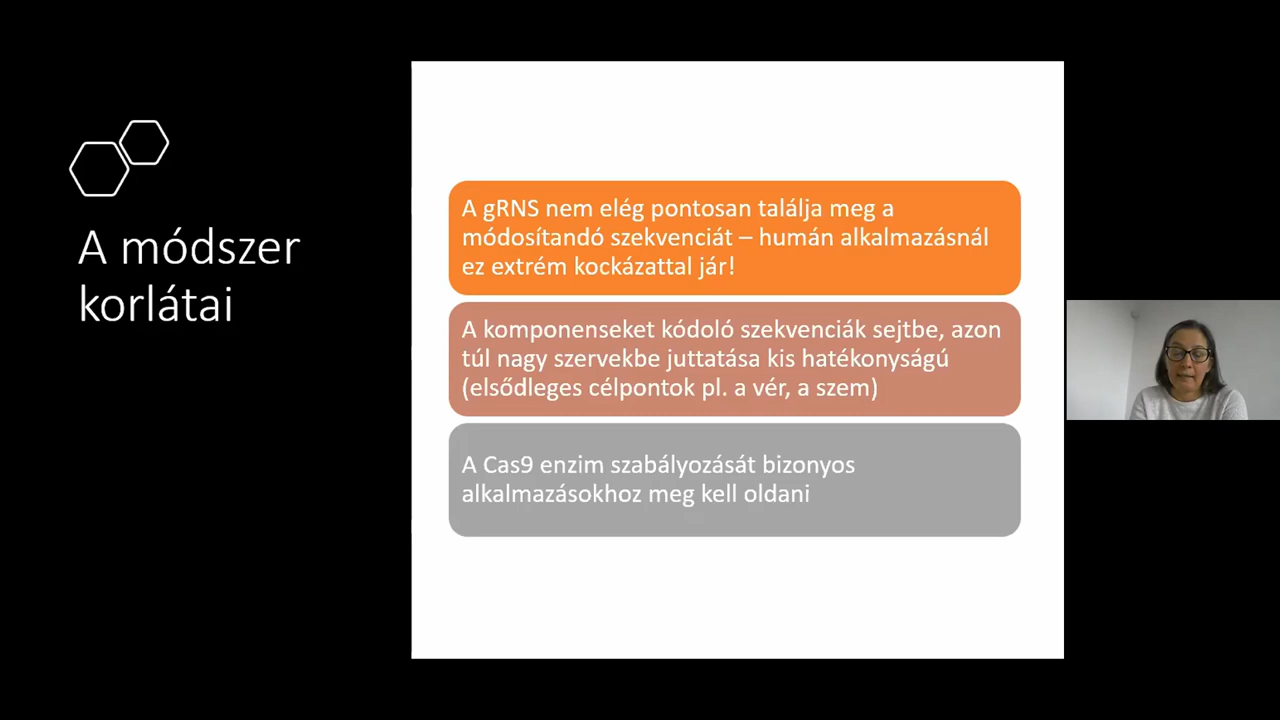 A módszer
korlátai
A gRNS nem elég pontosan találja meg a
módosítandó szekvenciát – humán alkalmazásnál
ez extrém kockázattal jár!
A komponenseket kódoló szekvenciák sejtbe, azon
túl nagy szervekbe juttatása kis hatékonyságú
(elsődleges célpontok pl. a vér, a szem)
A Cas9 enzim szabályozását bizonyos
alkalmazásokhoz meg kell oldani